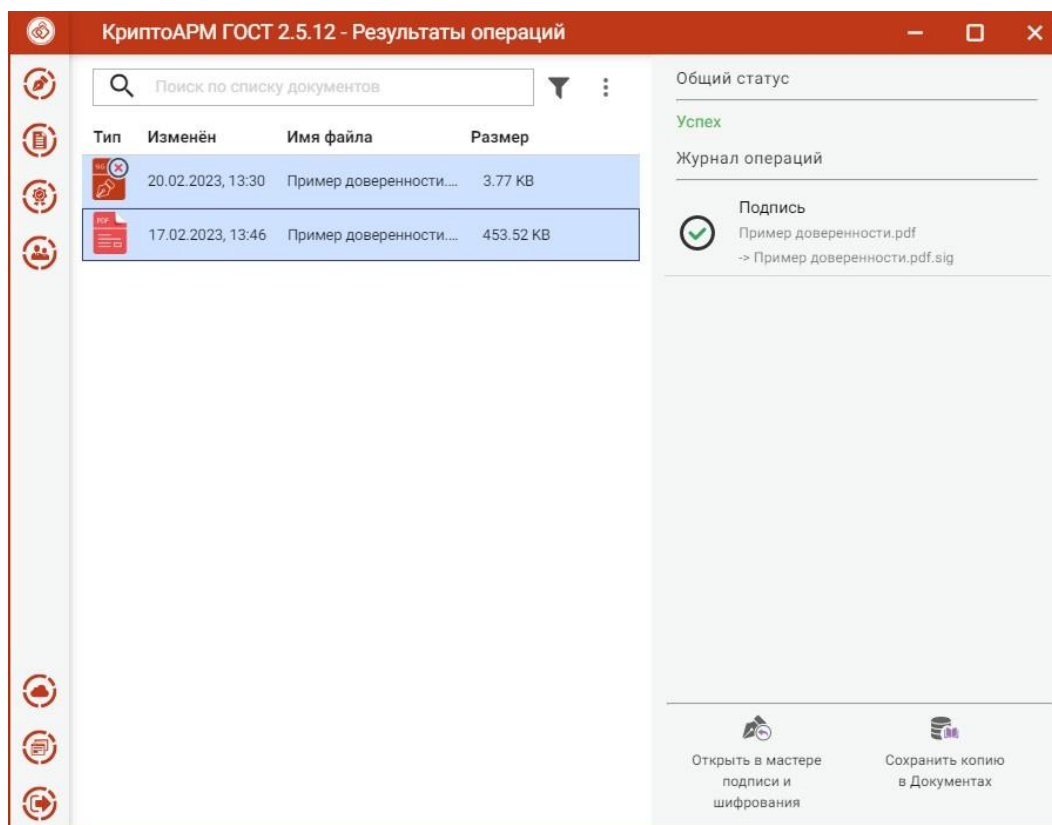 КриптоАРМ ГОСТ 2.5.12 - Результаты операций
Поиск по списку документов
Тип Изменён Имя файла Размер
20.02.2023, 13:30 Пример доверенности.... 3.77 KB
PDF
17.02.2023, 13:46 Пример доверенности.... 453.52 KB
Общий статус
Успех
Журнал операций
Подпись
Пример доверенности.pdf
-> Пример доверенности.pdf.sig
Открыть в мастере
подписи и
шифрования
Сохранить копию
в Документах